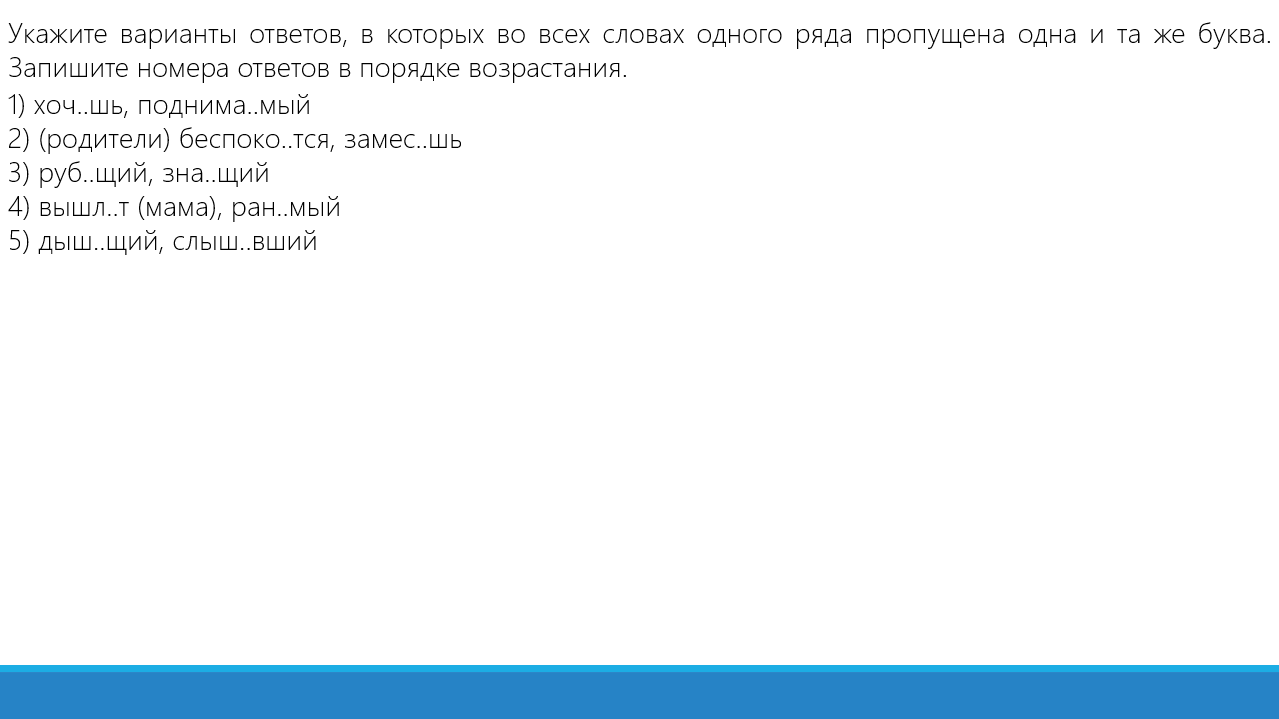 Укажите варианты ответов, в которых во всех словах одного ряда пропущена одна и та же буква.
Запишите номера ответов в порядке возрастания.
1) хоч..шь, поднима..мый
2) (родители) беспоко..тся, замес..шь
3) руб..щий, зна..щий
4) вышл..т (мама), ран..мый
5) дыш..щий, слыш..вший